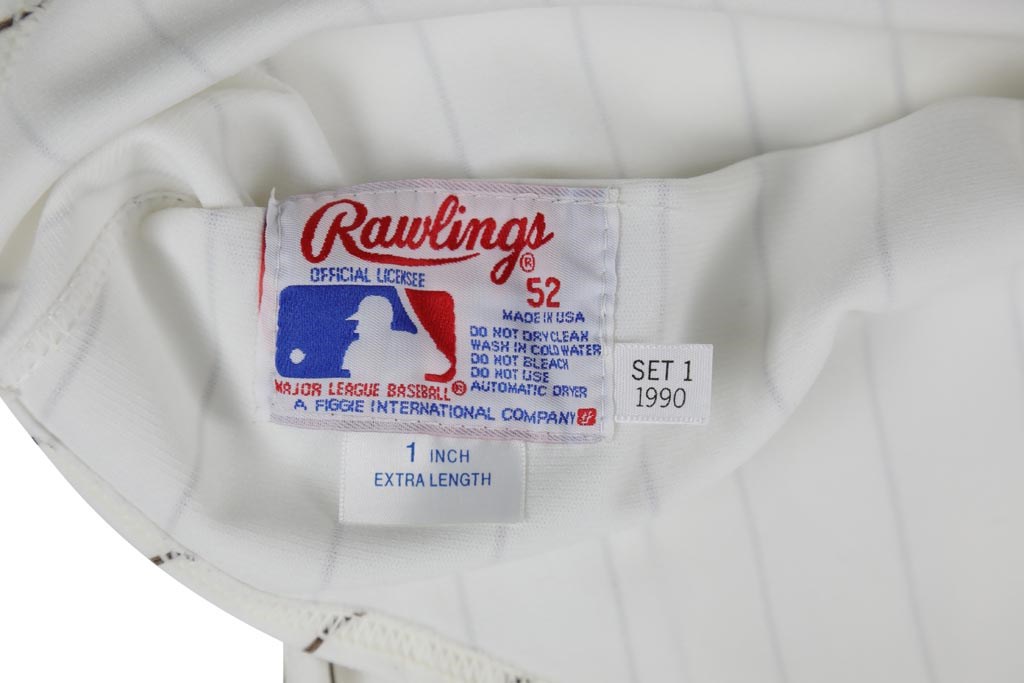 Rawlings®
OFFICIAL LICENSEE
52
MADE IN USA
DO NOT DRYCLEAN
WASH IN COLD WATER
DO NOT BLEACH
DO NOT USE
AUTOMATIC DRYER
MAJOR LEAGUE BASEBALL®
A FIGGIE INTERNATIONAL COMPANY
SET 1
1990
1 INCH
EXTRA LENGTH